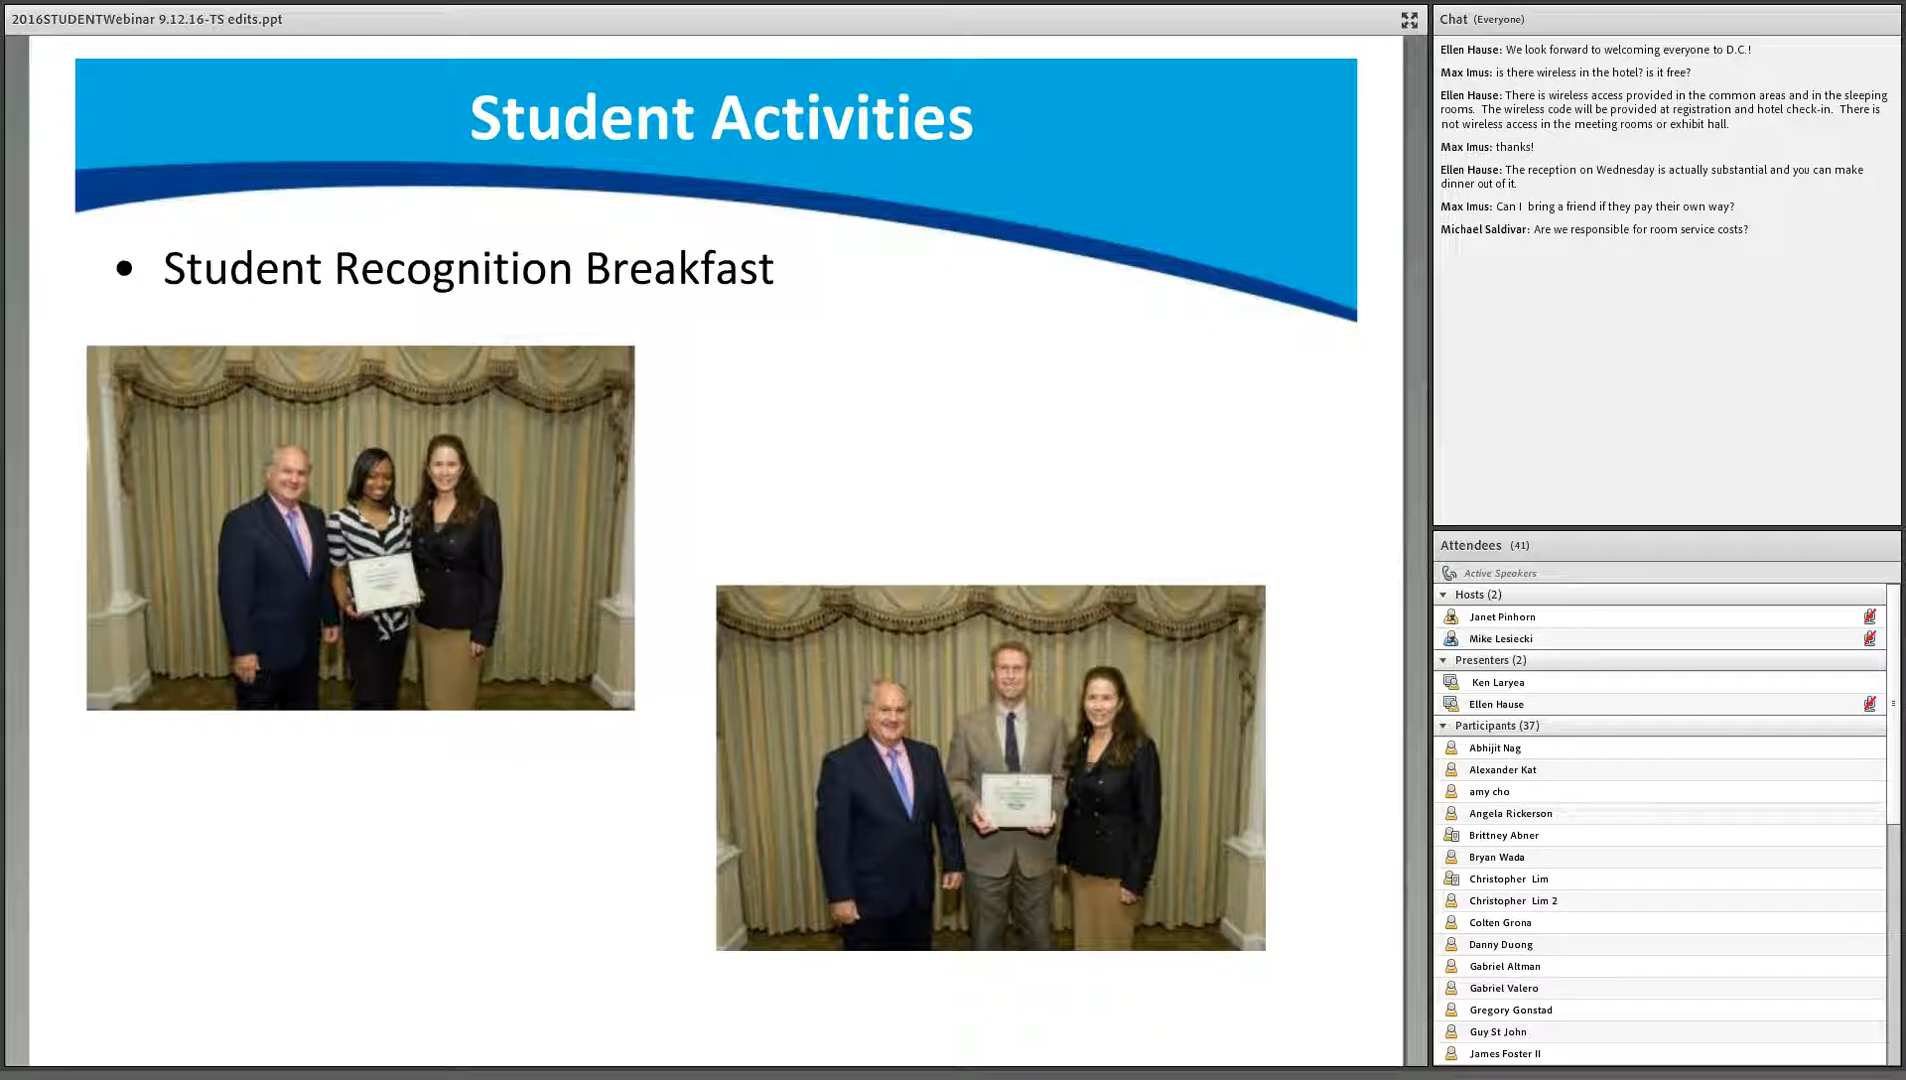 2016STUDENTWebinar 9.12.16-TS edits.ppt
Student Activities
• Student Recognition Breakfast
Chat (Everyone)
Ellen Hause: We look forward to welcoming everyone to D.C.!
Max Imus: is there wireless in the hotel? is it free?
Ellen Hause: There is wireless access provided in the common areas and in the sleeping
rooms. The wireless code will be provided at registration and hotel check-in. There is
not wireless access in the meeting rooms or exhibit hall.
Max Imus: thanks!
Ellen Hause: The reception on Wednesday is actually substantial and you can make
dinner out of it.
Max Imus: Can I bring a friend if they pay their own way?
Michael Saldivar: Are we responsible for room service costs?
Attendees (41)
Active Speakers
Hosts (2)
Janet Pinhorn
Mike Lesiecki
Presenters (2)
Ken Laryea
Ellen Hause
Participants (37)
Abhijit Nag
Alexander Kat
amy cho
Angela Rickerson
Brittney Abner
Bryan Wada
Christopher Lim
Christopher Lim 2
Colten Grona
Danny Duong
Gabriel Altman
Gabriel Valero
Gregory Gonstad
Guy St John
James Foster II